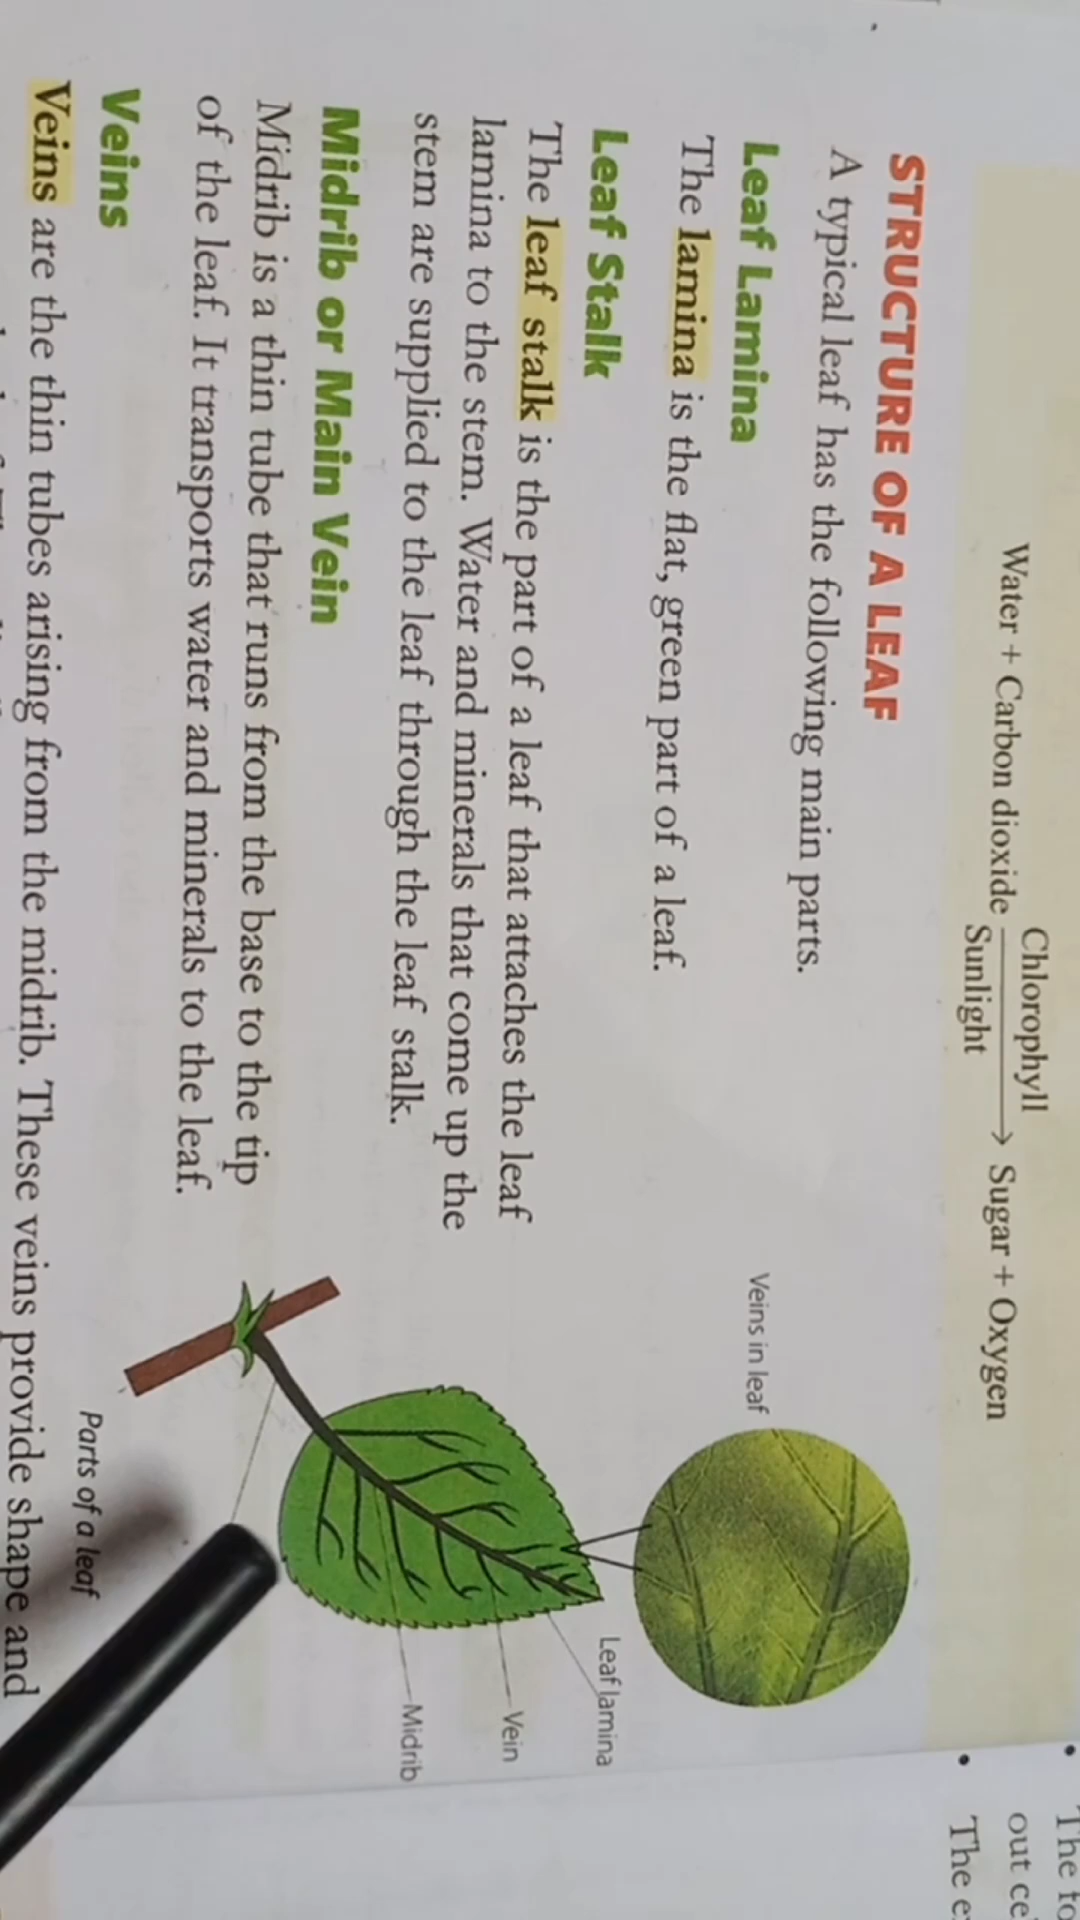 Chlorophyll
Water + Carbon dioxide → Sugar + Oxygen
Sunlight
STRUCTURE OF A LEAF
A typical leaf has the following main parts.
Leaf Lamina
The lamina is the flat, green part of a leaf.
Leaf Stalk
The leaf stalk is the part of a leaf that attaches the leaf
lamina to the stem. Water and minerals that come up the
stem are supplied to the leaf through the leaf stalk.
Midrib or Main Vein
Midrib is a thin tube that runs from the base to the tip
of the leaf. It transports water and minerals to the leaf.
Veins
Veins are the thin tubes arising from the midrib. These veins provide shape and
Veins in leaf
Leaf lamina
Vein
Midrib
Parts of a leaf
• The
out
• The